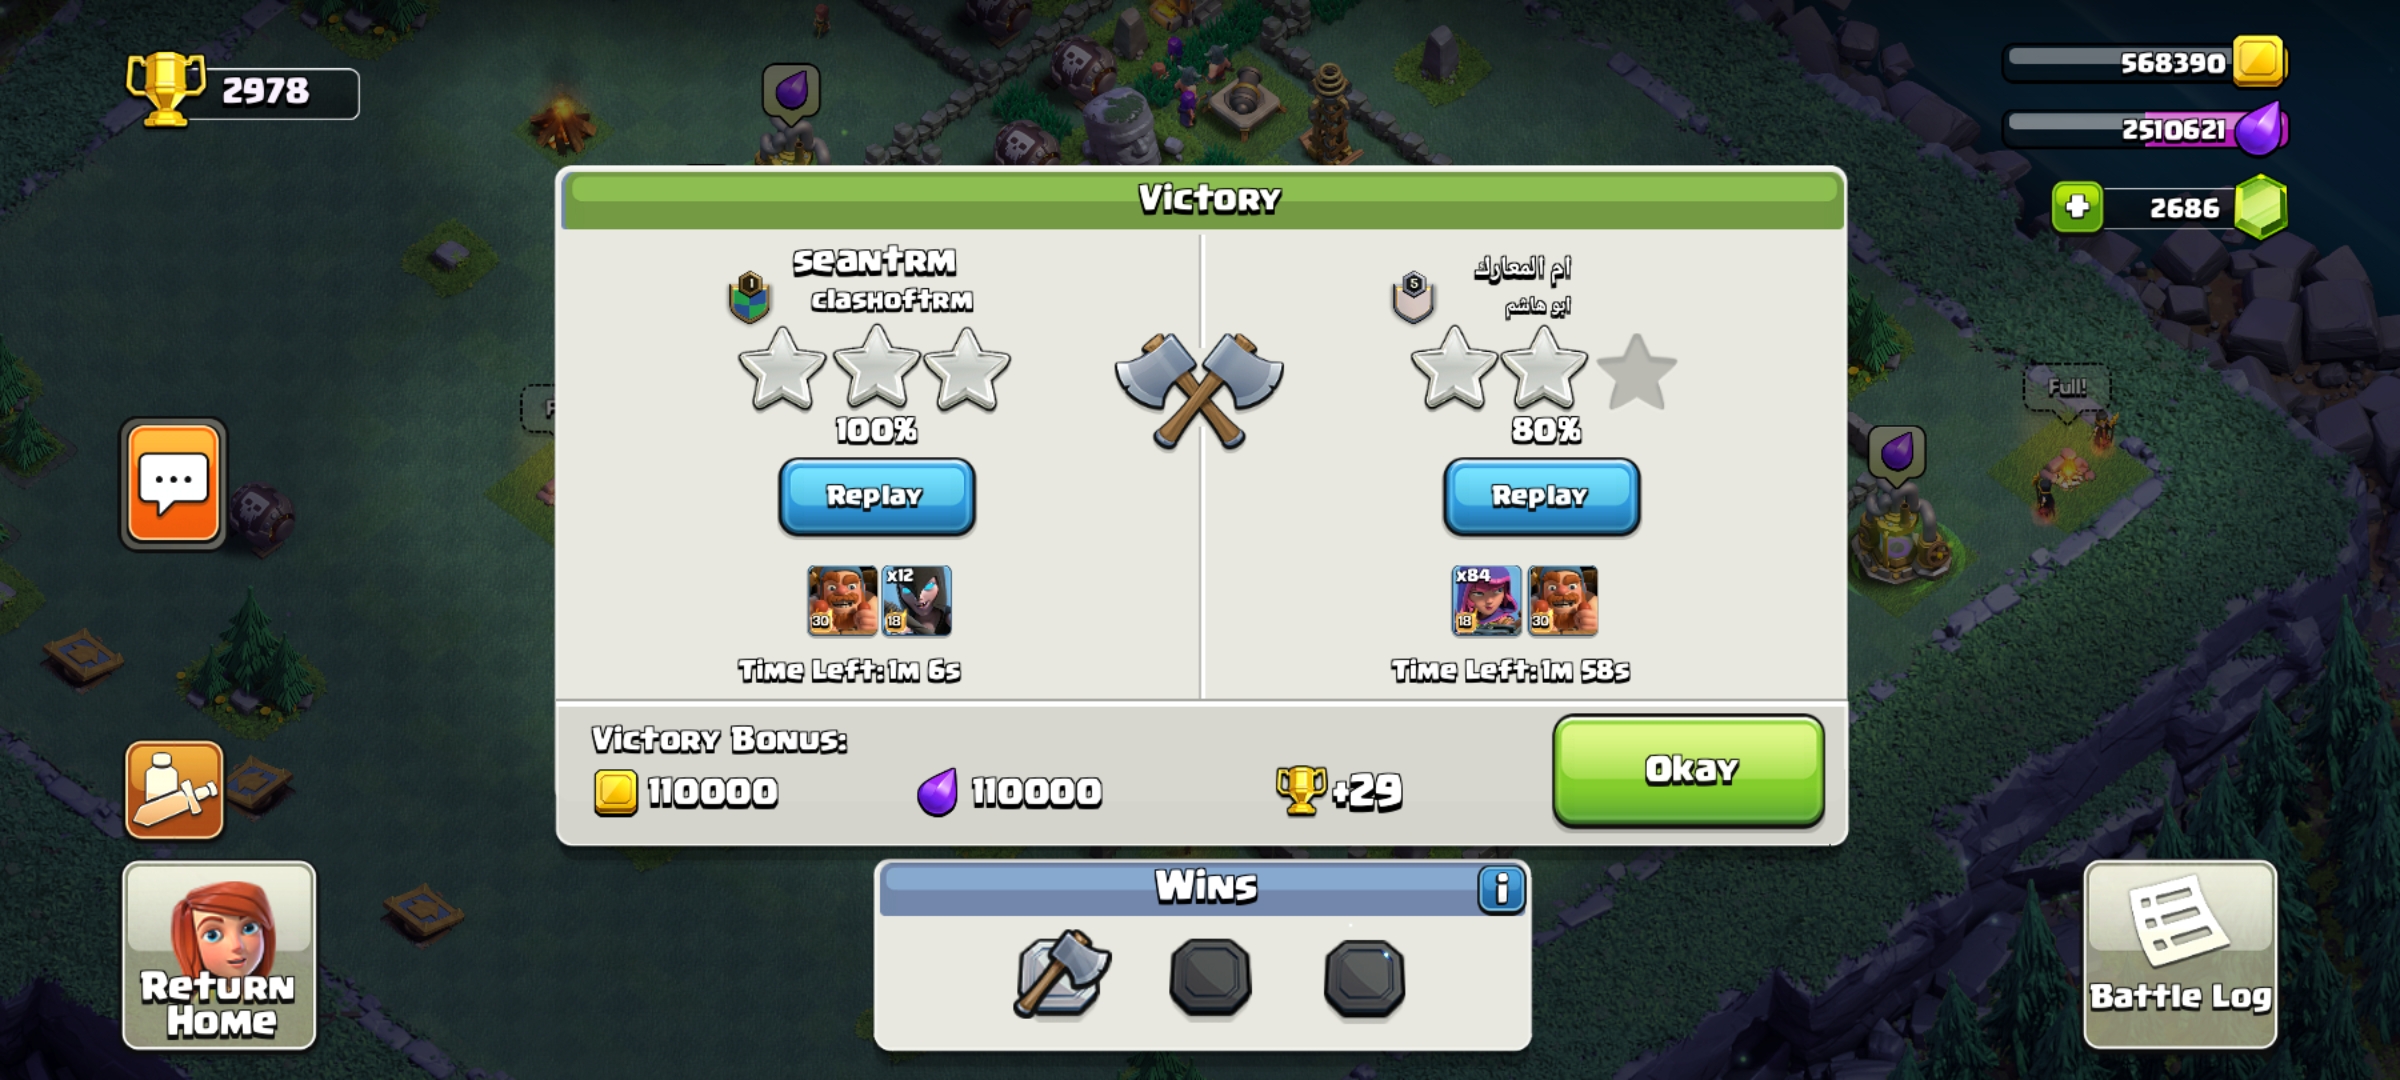 2978
568390
2510621
2686
Victory
seantrm
clashoftrm
1
100%
Replay
x12
30
18
Time Left: 1m 6s
ام المعارك
ابو هاشم
5
80%
Replay
x84
18
30
Time Left: 1m 58s
Full!
Victory Bonus:
110000
110000
+29
Okay
Wins
i
Return
Home
Battle Log